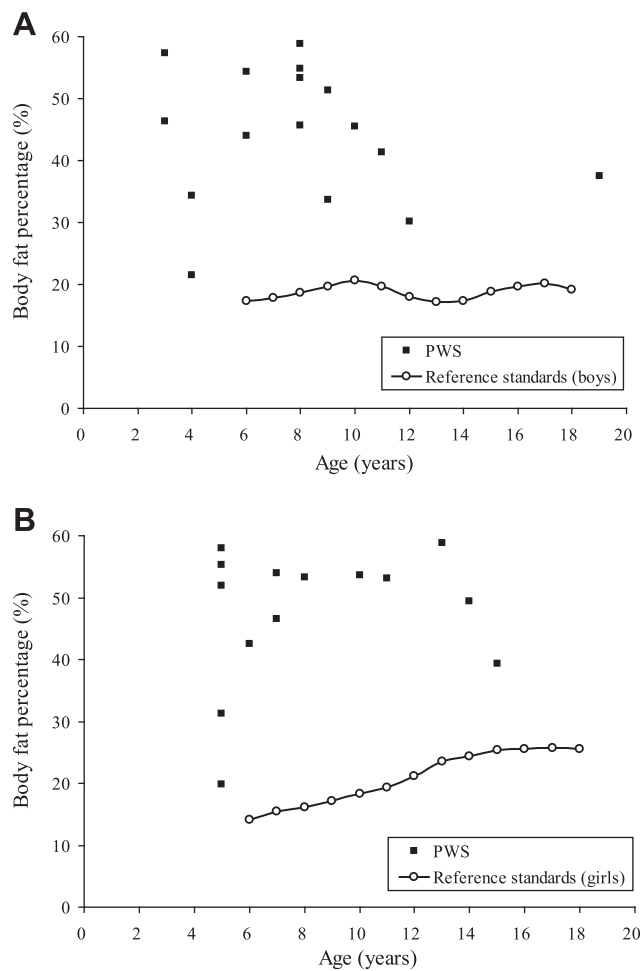 A
60
50
40
30
20
10
0
Body fat percentage (%)
PWS
Reference standards (boys)
0 2 4 6 8 10 12 14 16 18 20
Age (years)
B
60
50
40
30
20
10
0
Body fat percentage (%)
PWS
Reference standards (girls)
0 2 4 6 8 10 12 14 16 18 20
Age (years)